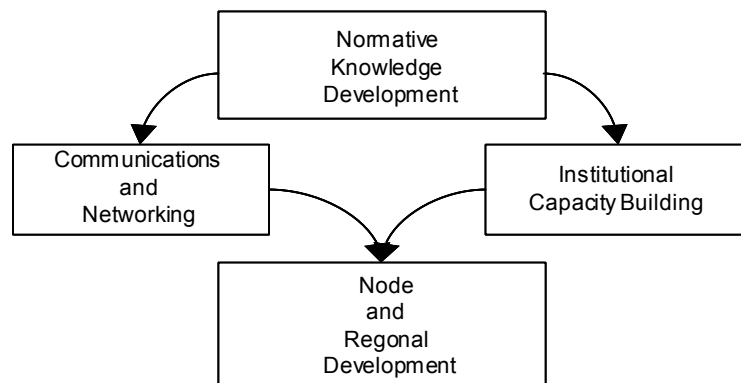 Normative
Knowledge
Development
Communications
and
Networking
Institutional
Capacity Building
Node
and
Regonal
Development